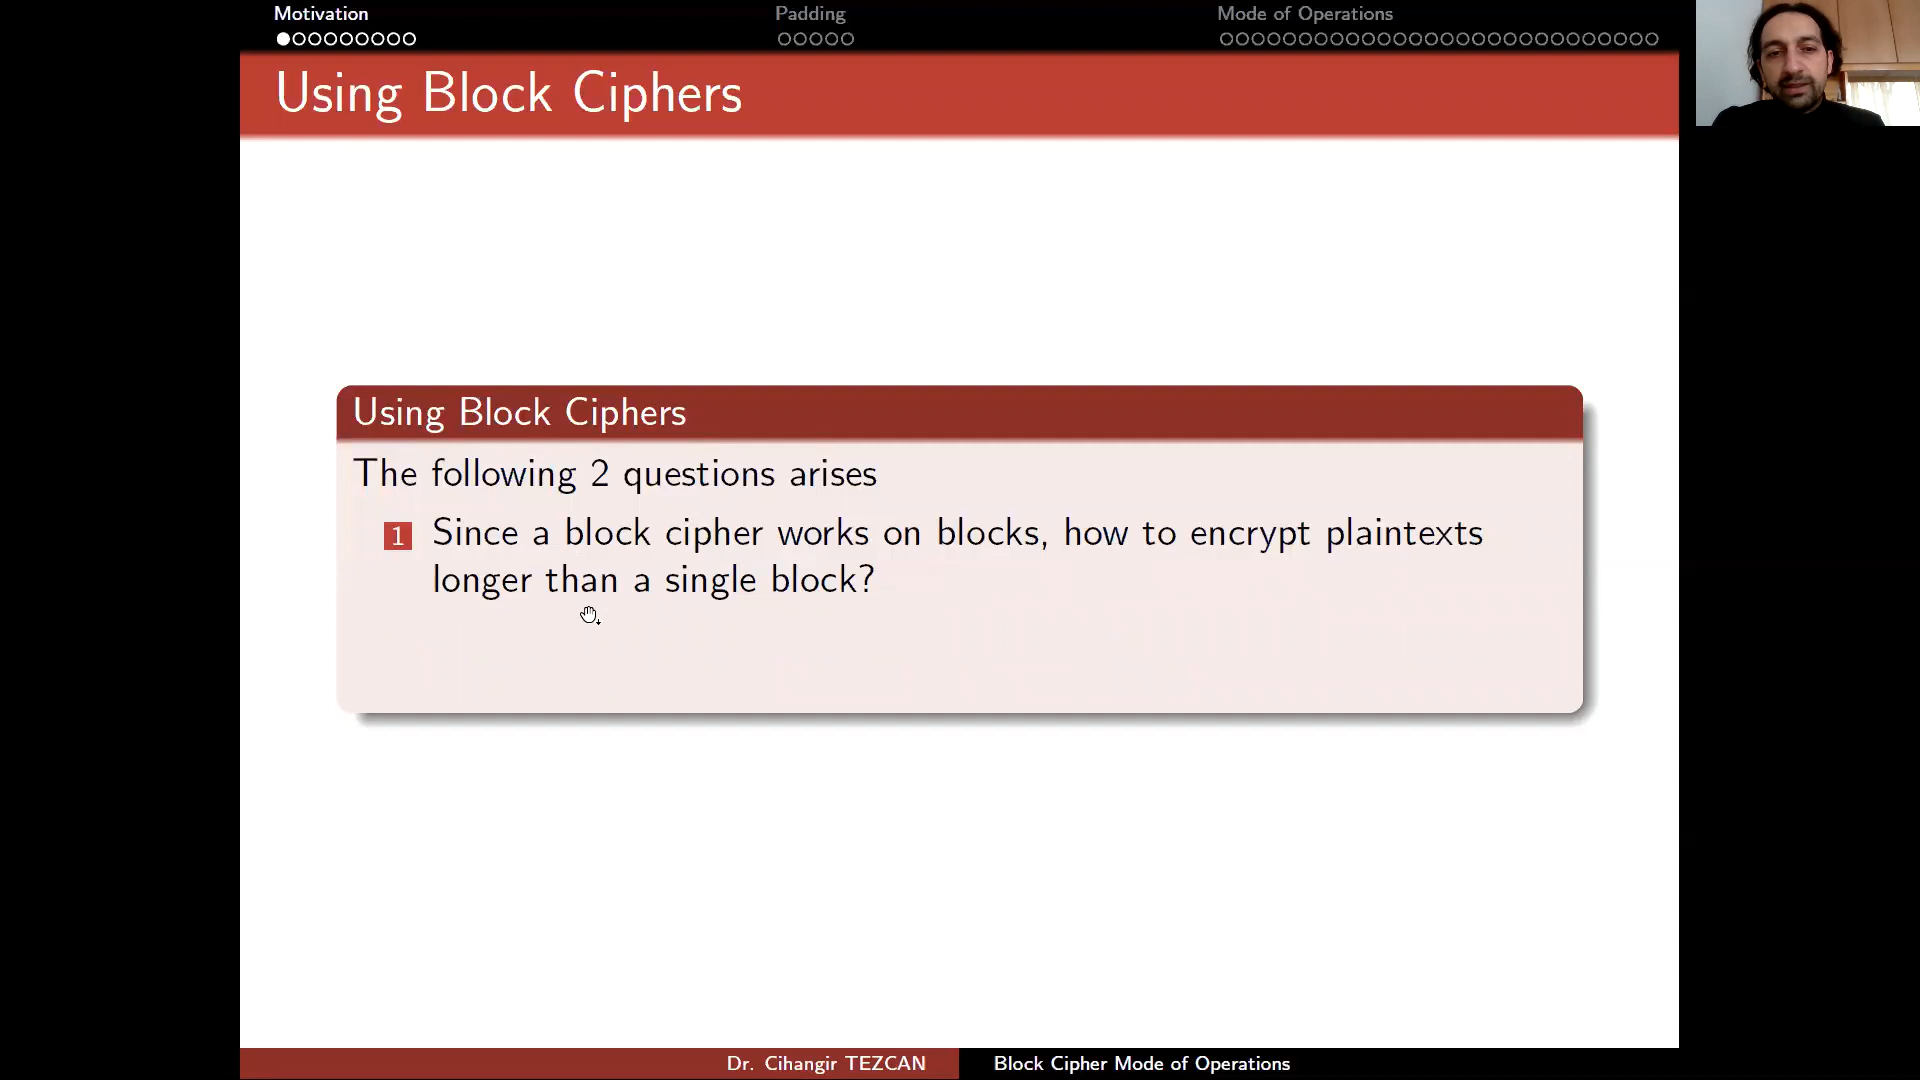 Motivation
Padding
Mode of Operations
Using Block Ciphers
Using Block Ciphers
The following 2 questions arises
1 Since a block cipher works on blocks, how to encrypt plaintexts
longer than a single block?
Dr. Cihangir TEZCAN
Block Cipher Mode of Operations